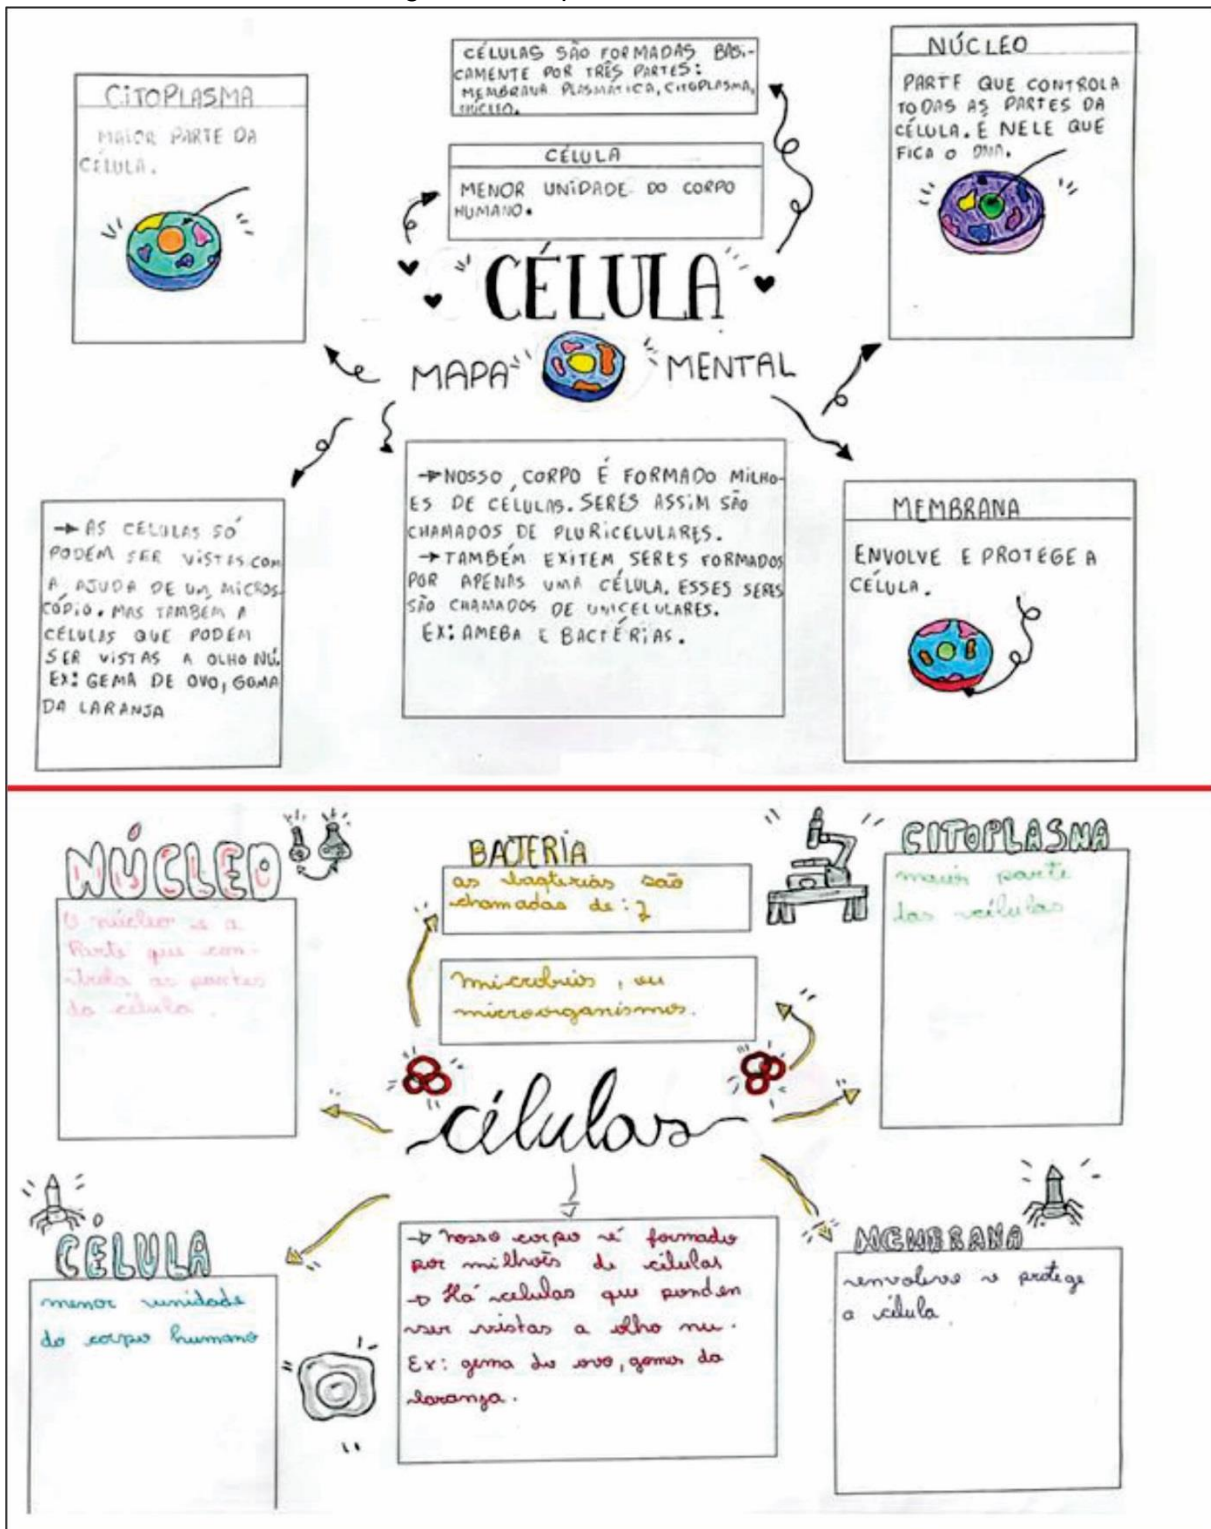 CITOPLASMA
MAIOR PARTE DA
CÉLULA.
CÉLULAS SÃO FORMADAS BASI-
CAMENTE POR TRÊS PARTES:
MEMBRANA PLASMÁTICA, CITOPLASMA,
NÚCLEO.
CÉLULA
MENOR UNIDADE DO CORPO
HUMANO.
NÚCLEO
PARTE QUE CONTROLA
TODAS AS PARTES DA
CÉLULA. É NELE QUE
FICA O DNA.
CÉLULA
MAPA MENTAL
→ AS CÉLULAS SÓ
PODEM SER VISTAS COM
A AJUDA DE UM MICROS-
CÓPIO. MAS TAMBÉM A
CÉLULAS QUE PODEM
SER VISTAS A OLHO NÚ.
EX: GEMA DE OVO, GOMA
DA LARANJA
→ NOSSO CORPO É FORMADO MILHO-
ES DE CÉLULAS. SERES ASSIM SÃO
CHAMADOS DE PLURICELULARES.
→ TAMBÉM EXITEM SERES FORMADOS
POR APENAS UMA CÉLULA. ESSES SERES
SÃO CHAMADOS DE UNICELULARES.
EX: AMEBA E BACTÉRIAS.
MEMBRANA
ENVOLVE E PROTEGE A
CÉLULA.
NÚCLEO
O núcleo é a
Parte que con-
trola as partes
da célula.
BACTERIA
as bagterias são
chamadas de:
micróbrios, ou
microorganismos.
CITOPLASNA
maior parte
das células
células
CÉLULA
menor unidade
do corpo humano
→ nosso corpo é formado
por milhões de células
→ Há celulas que ponden
ser vistas a olho nu.
Ex: gema do ovo, gomos da
laranja.
MEMBRANA
envoleve e protege
a célula.